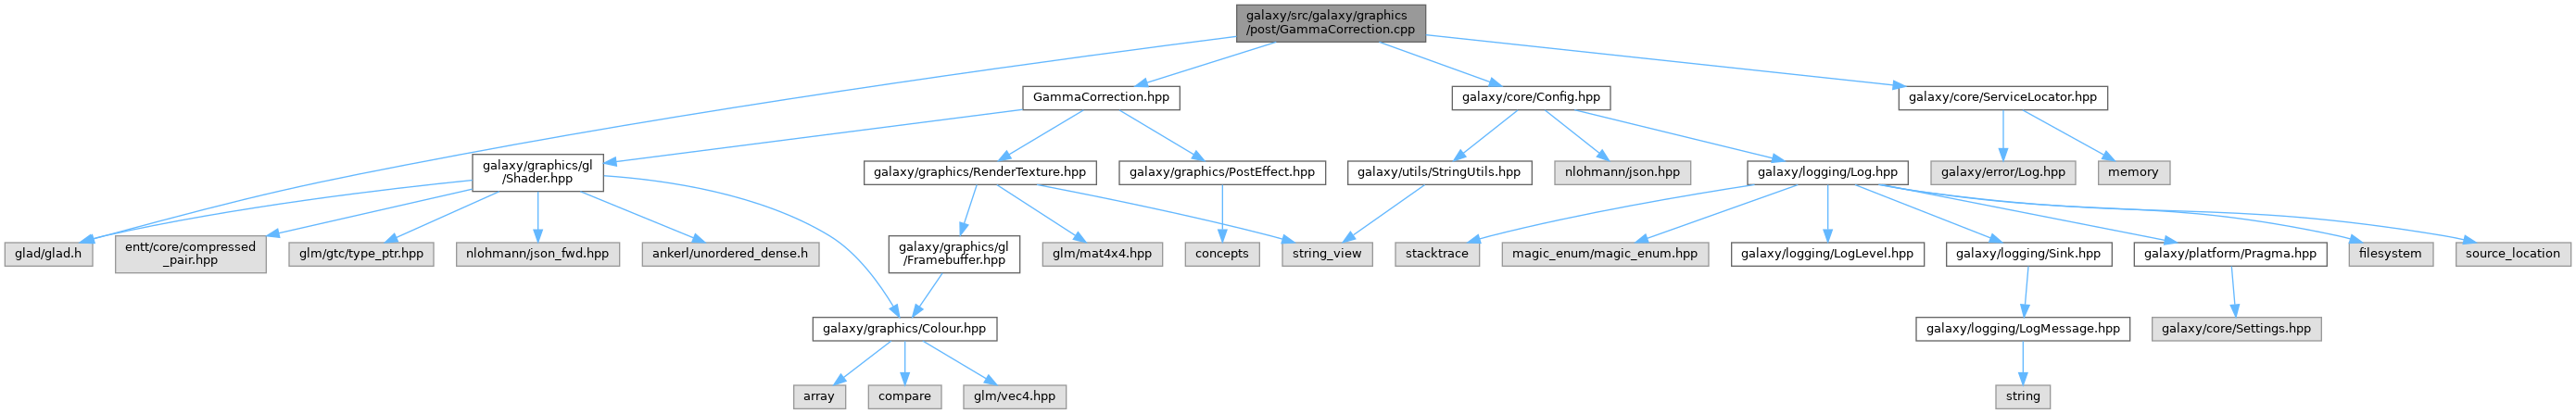 galaxy/src/galaxy/graphics
/post/GammaCorrection.cpp
GammaCorrection.hpp
galaxy/core/Config.hpp
galaxy/core/ServiceLocator.hpp
galaxy/graphics/gl
/Shader.hpp
galaxy/graphics/RenderTexture.hpp
galaxy/graphics/PostEffect.hpp
galaxy/utils/StringUtils.hpp
nlohmann/json.hpp
galaxy/logging/Log.hpp
galaxy/error/Log.hpp
memory
glad/glad.h
entt/core/compressed
_pair.hpp
glm/gtc/type_ptr.hpp
nlohmann/json_fwd.hpp
ankerl/unordered_dense.h
galaxy/graphics/gl
/Framebuffer.hpp
glm/mat4x4.hpp
concepts
string_view
stacktrace
magic_enum/magic_enum.hpp
galaxy/logging/LogLevel.hpp
galaxy/logging/Sink.hpp
galaxy/platform/Pragma.hpp
filesystem
source_location
galaxy/graphics/Colour.hpp
galaxy/logging/LogMessage.hpp
galaxy/core/Settings.hpp
array
compare
glm/vec4.hpp
string